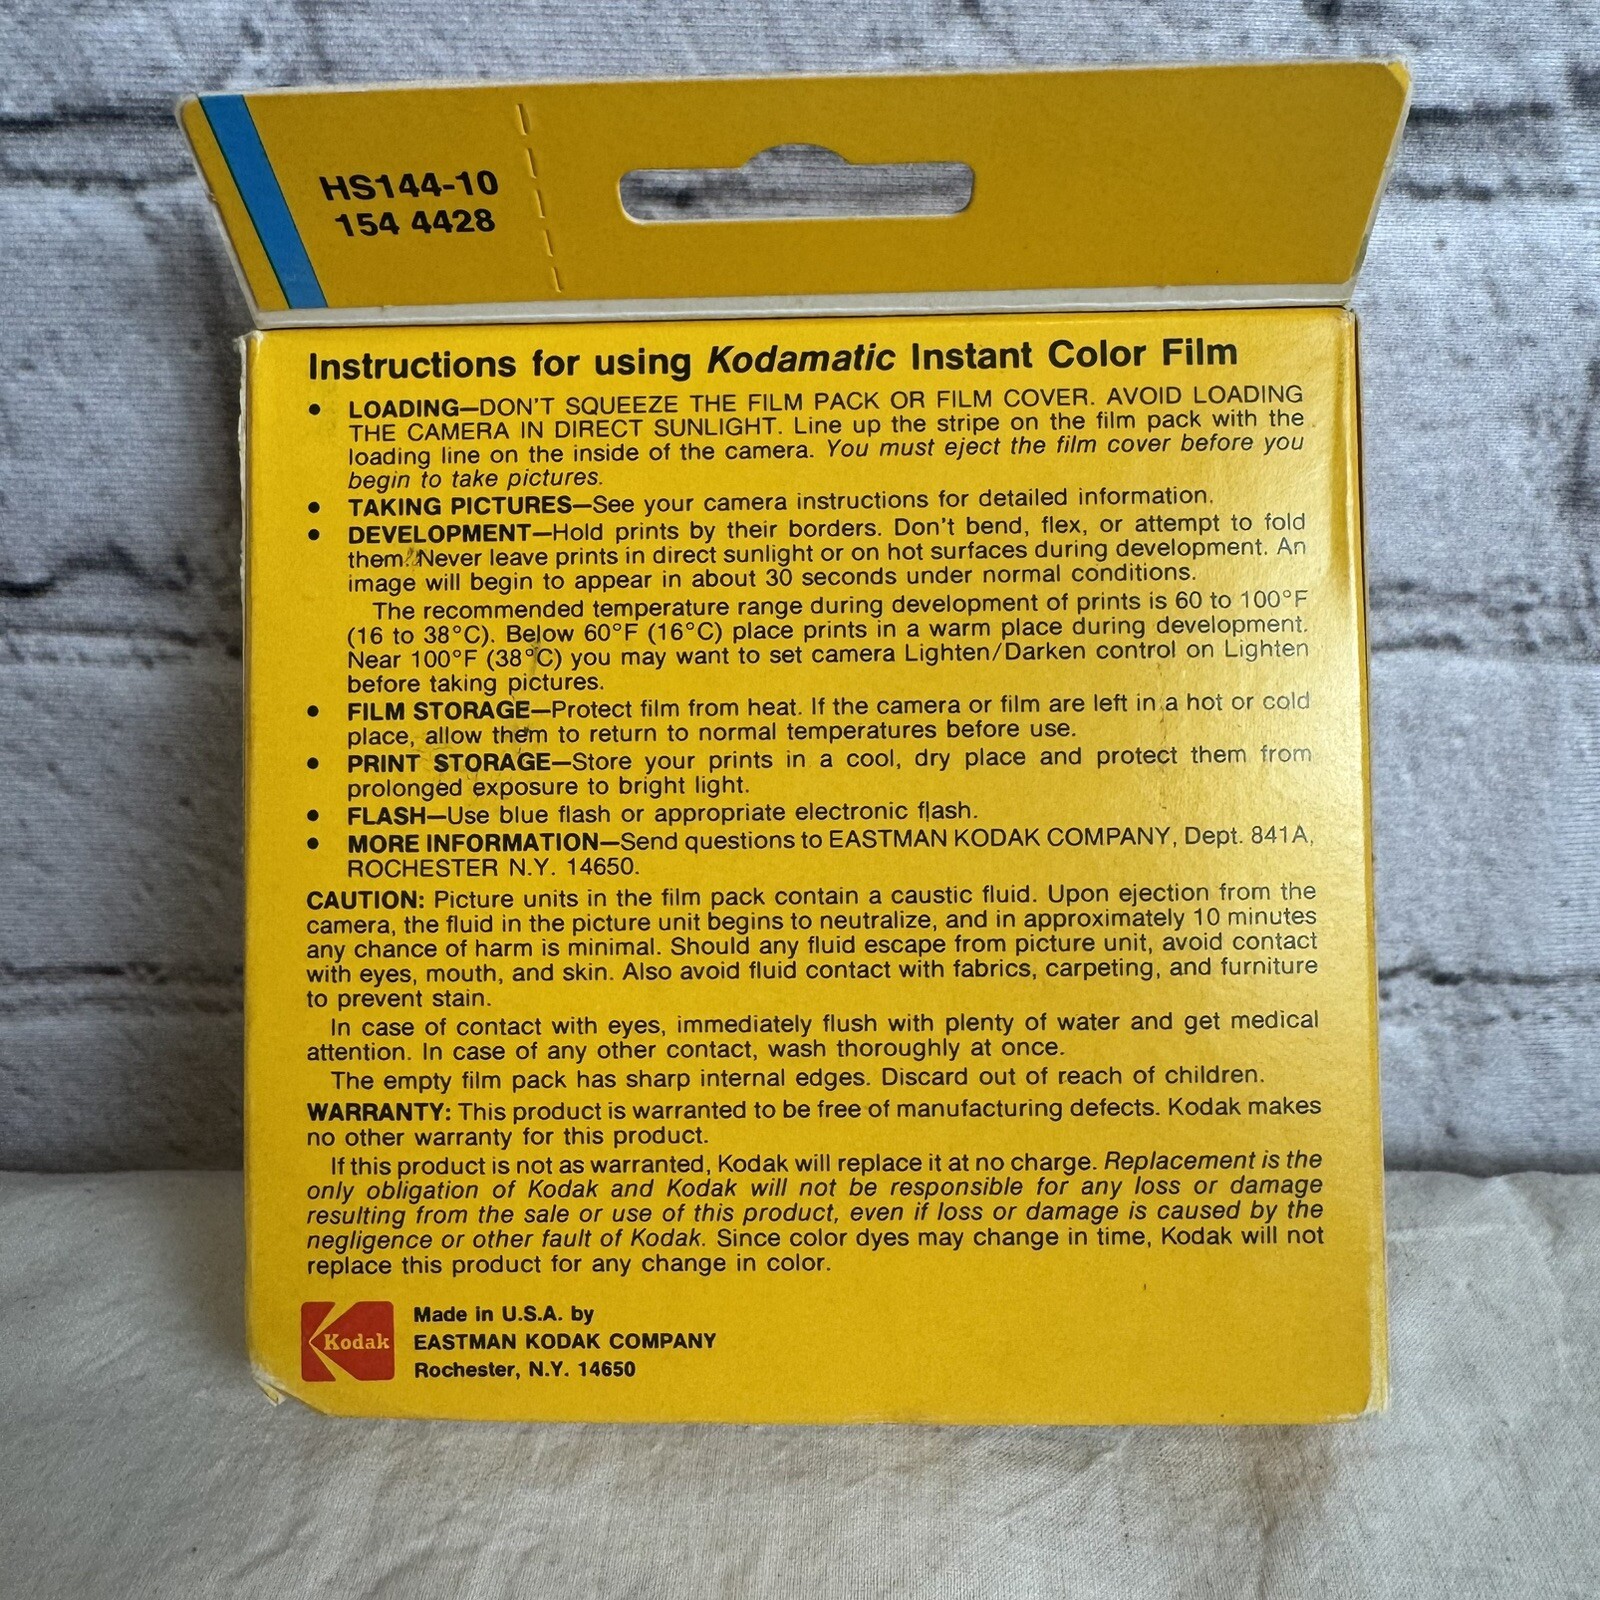 HS144-10
154 4428
Instructions for using Kodamatic Instant Color Film
• LOADING—DON'T SQUEEZE THE FILM PACK OR FILM COVER. AVOID LOADING
THE CAMERA IN DIRECT SUNLIGHT. Line up the stripe on the film pack with the
loading line on the inside of the camera. You must eject the film cover before you
begin to take pictures.
• TAKING PICTURES—See your camera instructions for detailed information.
• DEVELOPMENT—Hold prints by their borders. Don't bend, flex, or attempt to fold
them. Never leave prints in direct sunlight or on hot surfaces during development. An
image will begin to appear in about 30 seconds under normal conditions.
The recommended temperature range during development of prints is 60 to 100°F
(16 to 38°C). Below 60°F (16°C) place prints in a warm place during development.
Near 100°F (38°C) you may want to set camera Lighten/Darken control on Lighten
before taking pictures.
• FILM STORAGE—Protect film from heat. If the camera or film are left in a hot or cold
place, allow them to return to normal temperatures before use.
• PRINT STORAGE—Store your prints in a cool, dry place and protect them from
prolonged exposure to bright light.
• FLASH—Use blue flash or appropriate electronic flash.
• MORE INFORMATION—Send questions to EASTMAN KODAK COMPANY, Dept. 841A,
ROCHESTER N.Y. 14650.
CAUTION: Picture units in the film pack contain a caustic fluid. Upon ejection from the
camera, the fluid in the picture unit begins to neutralize, and in approximately 10 minutes
any chance of harm is minimal. Should any fluid escape from picture unit, avoid contact
with eyes, mouth, and skin. Also avoid fluid contact with fabrics, carpeting, and furniture
to prevent stain.
In case of contact with eyes, immediately flush with plenty of water and get medical
attention. In case of any other contact, wash thoroughly at once.
The empty film pack has sharp internal edges. Discard out of reach of children.
WARRANTY: This product is warranted to be free of manufacturing defects. Kodak makes
no other warranty for this product.
If this product is not as warranted, Kodak will replace it at no charge. Replacement is the
only obligation of Kodak and Kodak will not be responsible for any loss or damage
resulting from the sale or use of this product, even if loss or damage is caused by the
negligence or other fault of Kodak. Since color dyes may change in time, Kodak will not
replace this product for any change in color.
Kodak
Made in U.S.A. by
EASTMAN KODAK COMPANY
Rochester, N.Y. 14650